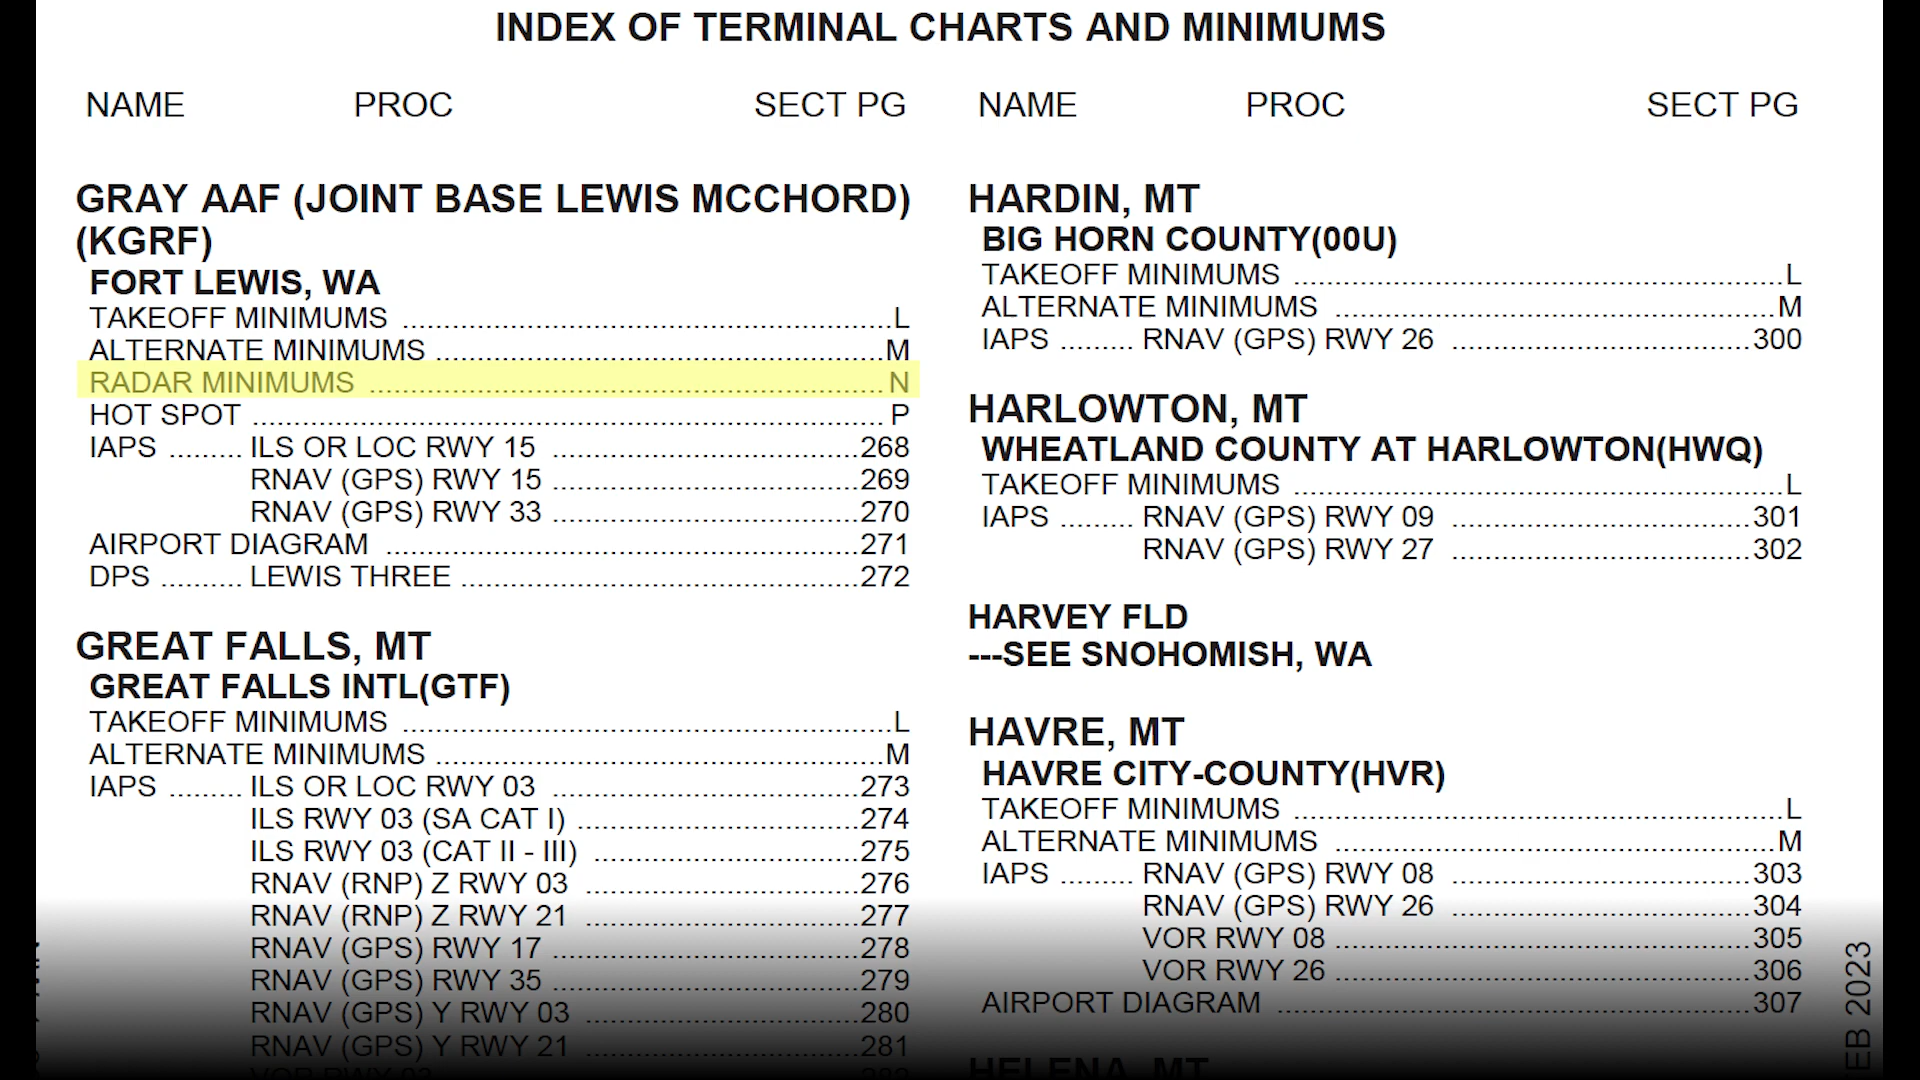 INDEX OF TERMINAL CHARTS AND MINIMUMS
NAME PROC SECT PG
GRAY AAF (JOINT BASE LEWIS MCCHORD)
(KGRF)
FORT LEWIS, WA
TAKEOFF MINIMUMS ........ L
ALTERNATE MINIMUMS ........ M
RADAR MINIMUMS ........ N
HOT SPOT ........ P
IAPS ......... ILS OR LOC RWY 15 ........ 268
RNAV (GPS) RWY 15 ........ 269
RNAV (GPS) RWY 33 ........ 270
AIRPORT DIAGRAM ........ 271
DPS .......... LEWIS THREE ........ 272
GREAT FALLS, MT
GREAT FALLS INTL(GTF)
TAKEOFF MINIMUMS ........ L
ALTERNATE MINIMUMS ........ M
IAPS ......... ILS OR LOC RWY 03 ........ 273
ILS RWY 03 (SA CAT I) ........ 274
ILS RWY 03 (CAT II - III) ........ 275
RNAV (RNP) Z RWY 03 ........ 276
RNAV (RNP) Z RWY 21 ........ 277
RNAV (GPS) RWY 17 ........ 278
RNAV (GPS) RWY 35 ........ 279
RNAV (GPS) Y RWY 03 ........ 280
RNAV (GPS) Y RWY 21 ........ 281
NAME PROC SECT PG
HARDIN, MT
BIG HORN COUNTY(00U)
TAKEOFF MINIMUMS ........ L
ALTERNATE MINIMUMS ........ M
IAPS ......... RNAV (GPS) RWY 26 ........ 300
HARLOWTON, MT
WHEATLAND COUNTY AT HARLOWTON(HWQ)
TAKEOFF MINIMUMS ........ L
IAPS ......... RNAV (GPS) RWY 09 ........ 301
RNAV (GPS) RWY 27 ........ 302
HARVEY FLD
---SEE SNOHOMISH, WA
HAVRE, MT
HAVRE CITY-COUNTY(HVR)
TAKEOFF MINIMUMS ........ L
ALTERNATE MINIMUMS ........ M
IAPS ......... RNAV (GPS) RWY 08 ........ 303
RNAV (GPS) RWY 26 ........ 304
VOR RWY 08 ........ 305
VOR RWY 26 ........ 306
AIRPORT DIAGRAM ........ 307
HELENA, MT
EB 2023